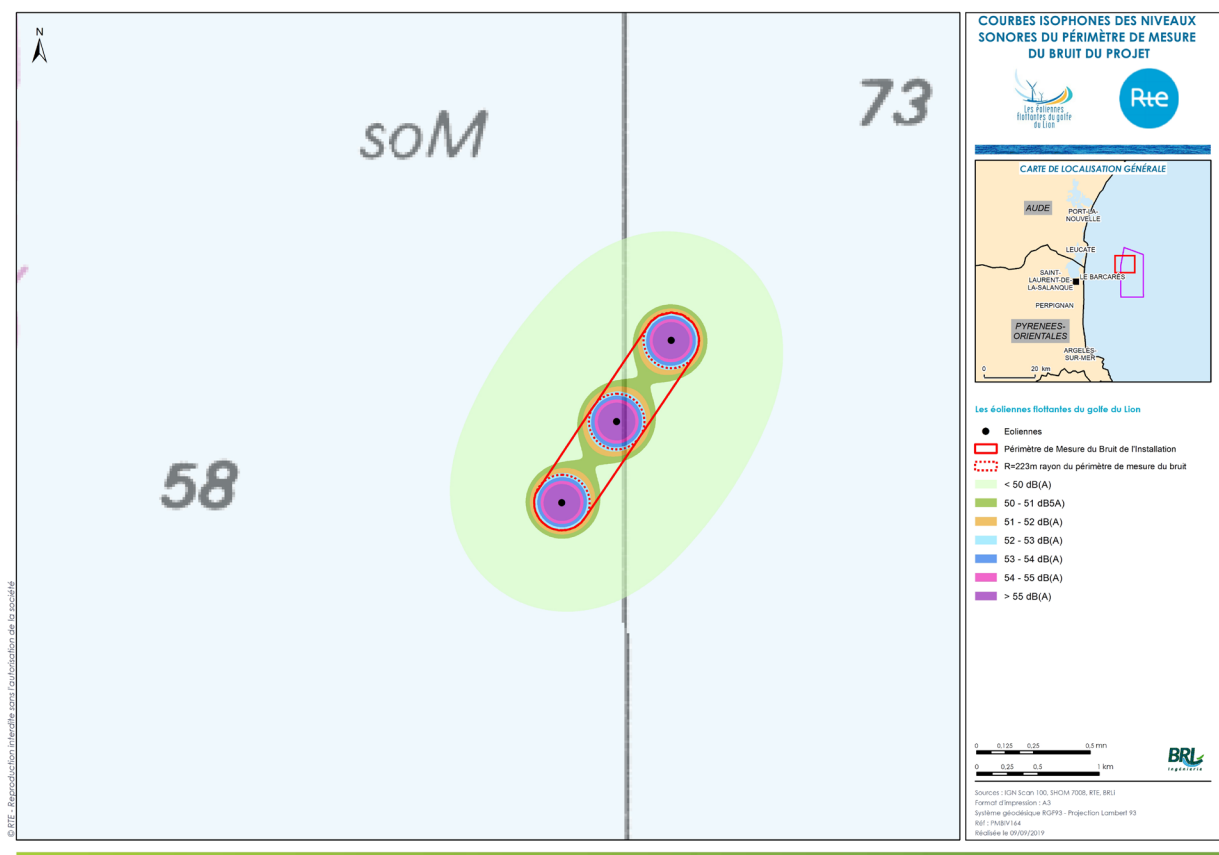 N
soM
73
58
© RTE - Reproduction interdite sans l'autorisation de la société
COURBES ISOPHONES DES NIVEAUX
SONORES DU PÉRIMÈTRE DE MESURE
DU BRUIT DU PROJET
Les éoliennes
flottantes du golfe
du Lion
Rte
CARTE DE LOCALISATION GÉNÉRALE
AUDE
PORT-LA-
NOUVELLE
LEUCATE
SAINT-
LAURENT-DE-
LA-SALANQUE
LE BARCARÈS
PERPIGNAN
PYRENEES-
ORIENTALES
ARGELES-
SUR-MER
0 20 km
Les éoliennes flottantes du golfe du Lion
Eoliennes
Périmètre de Mesure du Bruit de l'Installation
R=223m rayon du périmètre de mesure du bruit
< 50 dB(A)
50 - 51 dB5A)
51 - 52 dB(A)
52 - 53 dB(A)
53 - 54 dB(A)
54 - 55 dB(A)
> 55 dB(A)
0 0,125 0,25 0,5 mn
0 0,25 0,5 1 km
BRL
Ingénierie
Sources : IGN Scan 100, SHOM 7008, RTE, BRLi
Format d'impression : A3
Système géodésique RGF93 - Projection Lambert 93
Réf : PMBIV164
Réalisée le 09/09/2019